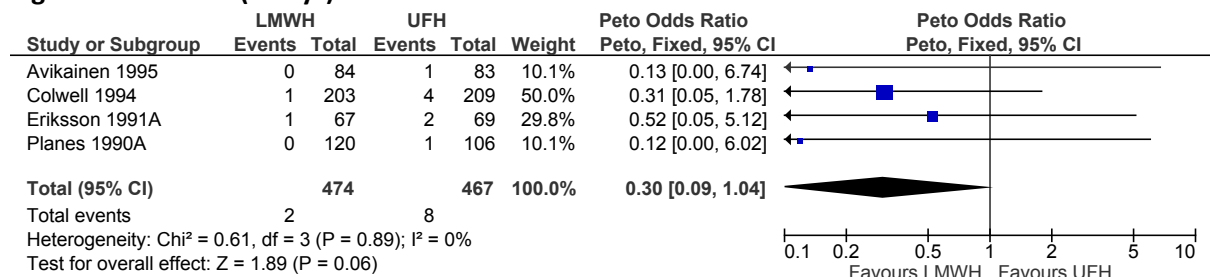 LMWH UFH Peto Odds Ratio Peto Odds Ratio
Study or Subgroup Events Total Events Total Weight Peto, Fixed, 95% CI Peto, Fixed, 95% CI
Avikainen 1995 0 84 1 83 10.1% 0.13 [0.00, 6.74]
Colwell 1994 1 203 4 209 50.0% 0.31 [0.05, 1.78]
Eriksson 1991A 1 67 2 69 29.8% 0.52 [0.05, 5.12]
Planes 1990A 0 120 1 106 10.1% 0.12 [0.00, 6.02]
Total (95% CI) 474 467 100.0% 0.30 [0.09, 1.04]
Total events 2 8
Heterogeneity: Chi² = 0.61, df = 3 (P = 0.89); I² = 0%
Test for overall effect: Z = 1.89 (P = 0.06)
0.1 0.2 0.5 1 2 5 10
Favours LMWH Favours UFH